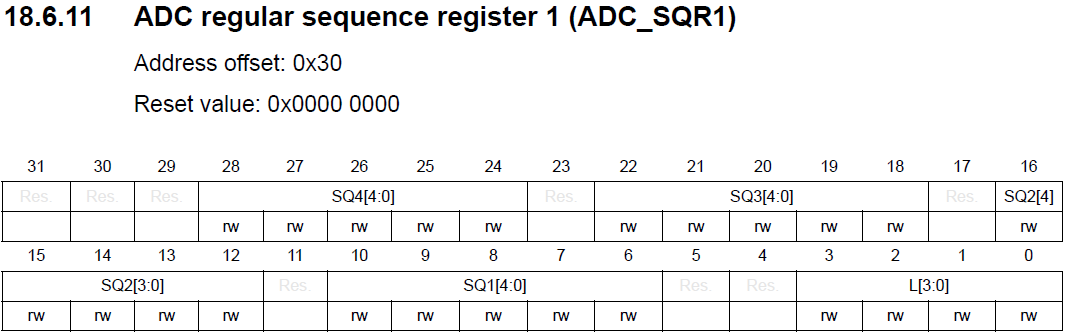 18.6.11 ADC regular sequence register 1 (ADC_SQR1)
Address offset: 0x30
Reset value: 0x0000 0000
31 30 29 28 27 26 25 24 23 22 21 20 19 18 17 16
Res. Res. Res. SQ4[4:0] Res. SQ3[4:0] Res. SQ2[4]
rw rw rw rw rw rw rw rw rw rw rw
15 14 13 12 11 10 9 8 7 6 5 4 3 2 1 0
SQ2[3:0] Res. SQ1[4:0] Res. Res. L[3:0]
rw rw rw rw rw rw rw rw rw rw rw rw rw